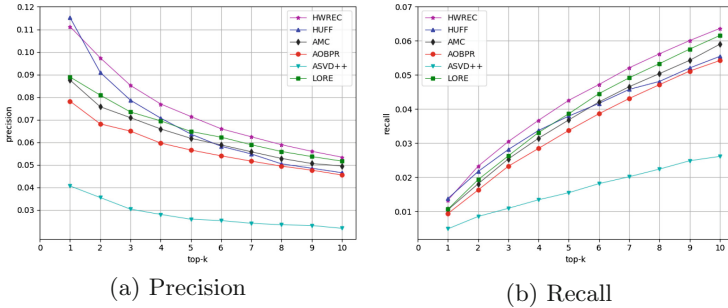 0.12
0.11
0.10
0.09
0.08
0.07
0.06
0.05
0.04
0.03
precision
0 1 2 3 4 5 6 7 8 9 10
top-k
HWREC
HUFF
AMC
AOBPR
ASVD++
LORE
(a) Precision
0.07
0.06
0.05
0.04
0.03
0.02
0.01
recall
0 1 2 3 4 5 6 7 8 9 10
top-k
HWREC
HUFF
AMC
AOBPR
ASVD++
LORE
(b) Recall